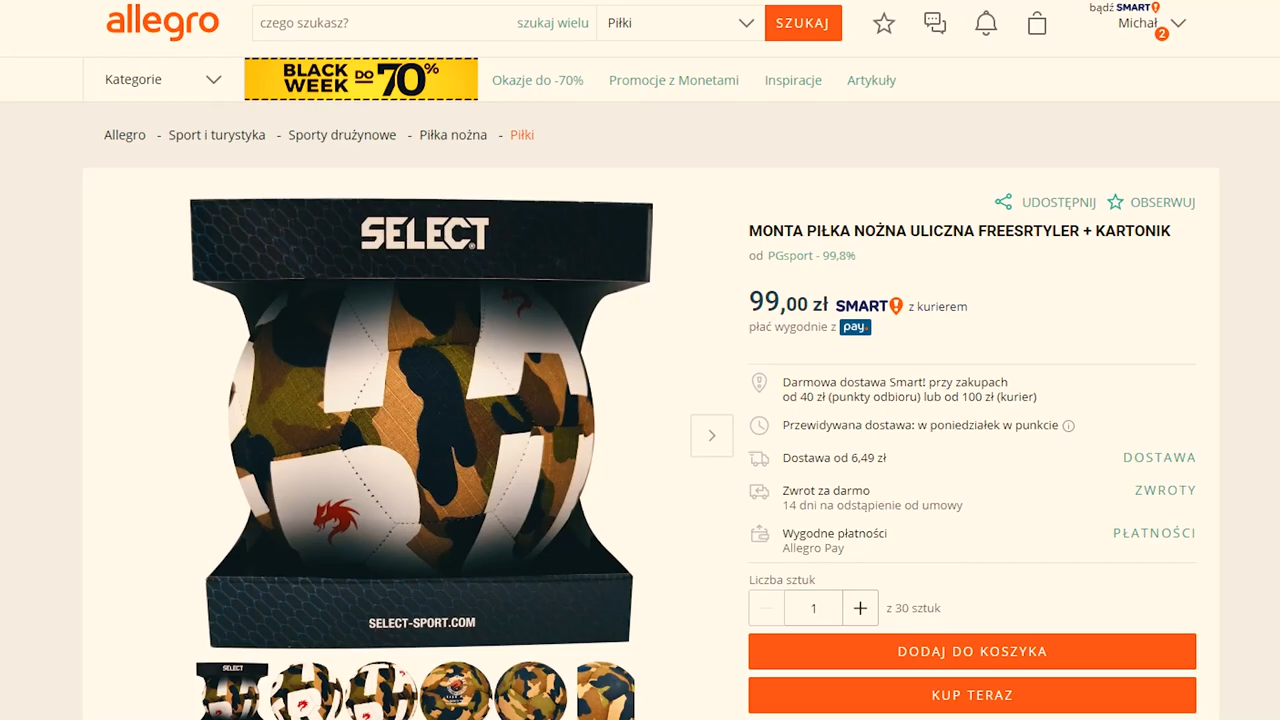 allegro
czego szukasz?
szukaj wielu
Piłki
SZUKAJ
bądź SMART!
Michał
2
Kategorie
BLACK WEEK DO 70%
Okazje do -70%
Promocje z Monetami
Inspiracje
Artykuły
Allegro - Sport i turystyka - Sporty drużynowe - Piłka nożna - Piłki
UDOSTĘPNIJ
OBSERWUJ
SELECT
MONTA PIŁKA NOŻNA ULICZNA FREESRTYLER + KARTONIK
od PGsport - 99,8%
99,00 zł SMART! z kurierem
płać wygodnie z pay.
Darmowa dostawa Smart! przy zakupach
od 40 zł (punkty odbioru) lub od 100 zł (kurier)
Przewidywana dostawa: w poniedziałek w punkcie
Dostawa od 6,49 zł
DOSTAWA
Zwrot za darmo
ZWROTY
14 dni na odstąpienie od umowy
Wygodne płatności
PŁATNOŚCI
Allegro Pay
Liczba sztuk
− 1 + z 30 sztuk
SELECT-SPORT.COM
DODAJ DO KOSZYKA
SELECT
KUP TERAZ